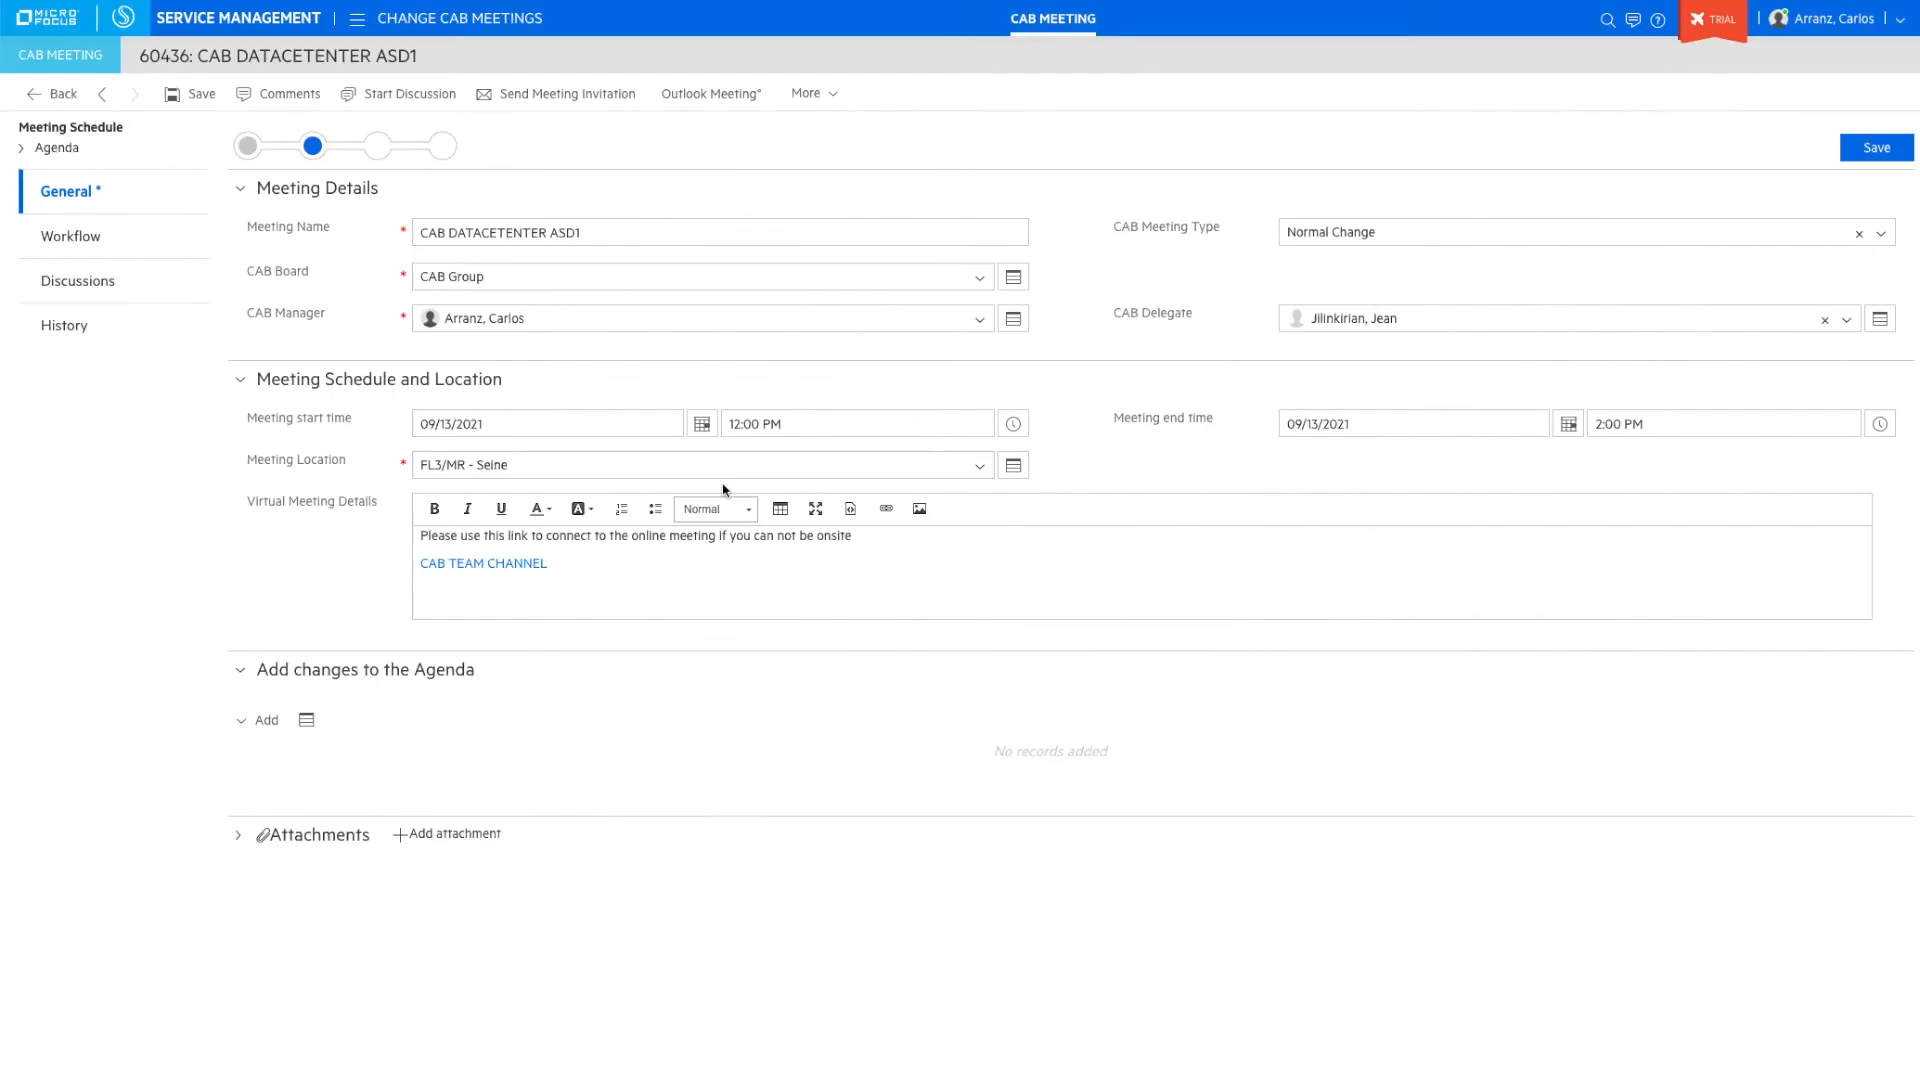 MICRO FOCUS SERVICE MANAGEMENT CHANGE CAB MEETINGS CAB MEETING TRIAL Arranz, Carlos
CAB MEETING 60436: CAB DATACETENTER ASD1
Back Save Comments Start Discussion Send Meeting Invitation Outlook Meeting* More
Meeting Schedule
Agenda
Save
General *
Workflow
Discussions
History
Meeting Details
Meeting Name * CAB DATACETENTER ASD1 CAB Meeting Type Normal Change
CAB Board * CAB Group
CAB Manager * Arranz, Carlos CAB Delegate Jilinkirian, Jean
Meeting Schedule and Location
Meeting start time 09/13/2021 12:00 PM Meeting end time 09/13/2021 2:00 PM
Meeting Location * FL3/MR - Seine
Virtual Meeting Details B I U A A Normal
Please use this link to connect to the online meeting if you can not be onsite
CAB TEAM CHANNEL
Add changes to the Agenda
Add
No records added
Attachments Add attachment